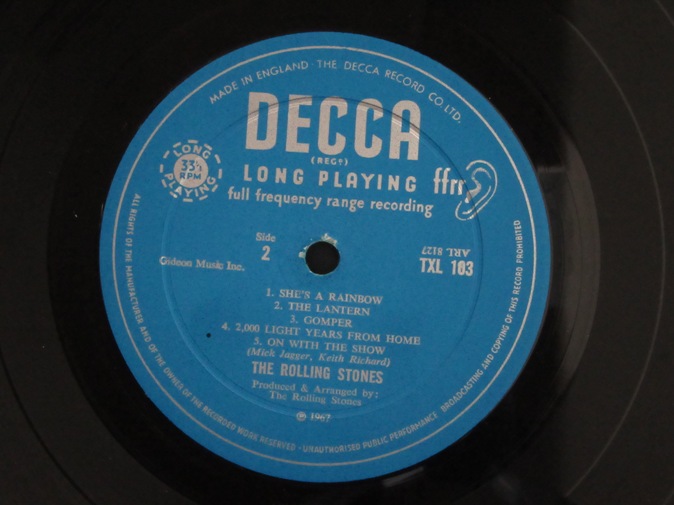 MADE IN ENGLAND · THE DECCA RECORD CO. LTD.
DECCA
(REGD)
LONG PLAYING
33⅓ RPM
LONG PLAYING ffrr
full frequency range recording
Side
2
Gideon Music Inc.
ARL 8127
TXL 103
1. SHE'S A RAINBOW
2. THE LANTERN
3. GOMPER
4. 2,000 LIGHT YEARS FROM HOME
5. ON WITH THE SHOW
(Mick Jagger, Keith Richard)
THE ROLLING STONES
Produced & Arranged by:
The Rolling Stones
℗ 1967
ALL RIGHTS OF THE MANUFACTURER AND OF THE OWNER OF THE RECORDED WORK RESERVED · UNAUTHORISED PUBLIC PERFORMANCE BROADCASTING AND COPYING OF THIS RECORD PROHIBITED